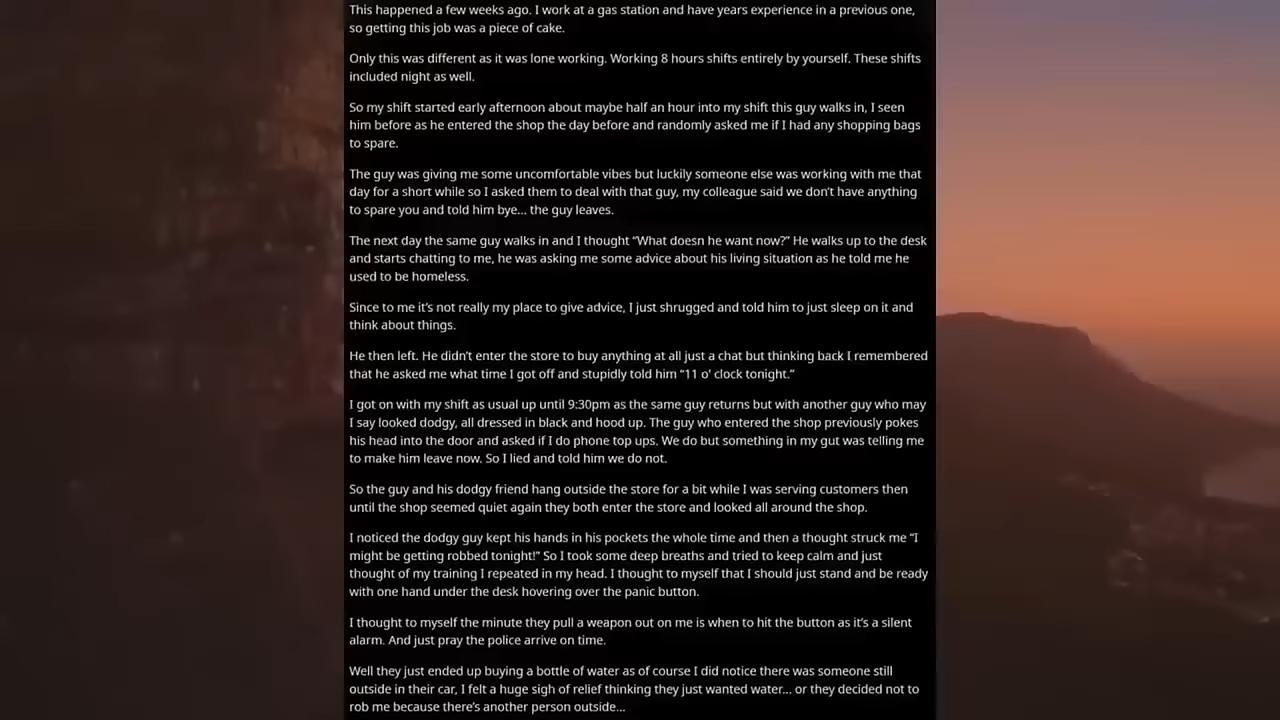 This happened a few weeks ago. I work at a gas station and have years experience in a previous one,
so getting this job was a piece of cake.
Only this was different as it was lone working. Working 8 hours shifts entirely by yourself. These shifts
included night as well.
So my shift started early afternoon about maybe half an hour into my shift this guy walks in, I seen
him before as he entered the shop the day before and randomly asked me if I had any shopping bags
to spare.
The guy was giving me some uncomfortable vibes but luckily someone else was working with me that
day for a short while so I asked them to deal with that guy, my colleague said we don’t have anything
to spare you and told him bye... the guy leaves.
The next day the same guy walks in and I thought “What doesn he want now?” He walks up to the desk
and starts chatting to me, he was asking me some advice about his living situation as he told me he
used to be homeless.
Since to me it’s not really my place to give advice, I just shrugged and told him to just sleep on it and
think about things.
He then left. He didn’t enter the store to buy anything at all just a chat but thinking back I remembered
that he asked me what time I got off and stupidly told him “11 o' clock tonight.”
I got on with my shift as usual up until 9:30pm as the same guy returns but with another guy who may
I say looked dodgy, all dressed in black and hood up. The guy who entered the shop previously pokes
his head into the door and asked if I do phone top ups. We do but something in my gut was telling me
to make him leave now. So I lied and told him we do not.
So the guy and his dodgy friend hang outside the store for a bit while I was serving customers then
until the shop seemed quiet again they both enter the store and looked all around the shop.
I noticed the dodgy guy kept his hands in his pockets the whole time and then a thought struck me “I
might be getting robbed tonight!” So I took some deep breaths and tried to keep calm and just
thought of my training I repeated in my head. I thought to myself that I should just stand and be ready
with one hand under the desk hovering over the panic button.
I thought to myself the minute they pull a weapon out on me is when to hit the button as it’s a silent
alarm. And just pray the police arrive on time.
Well they just ended up buying a bottle of water as of course I did notice there was someone still
outside in their car, I felt a huge sigh of relief thinking they just wanted water... or they decided not to
rob me because there’s another person outside...